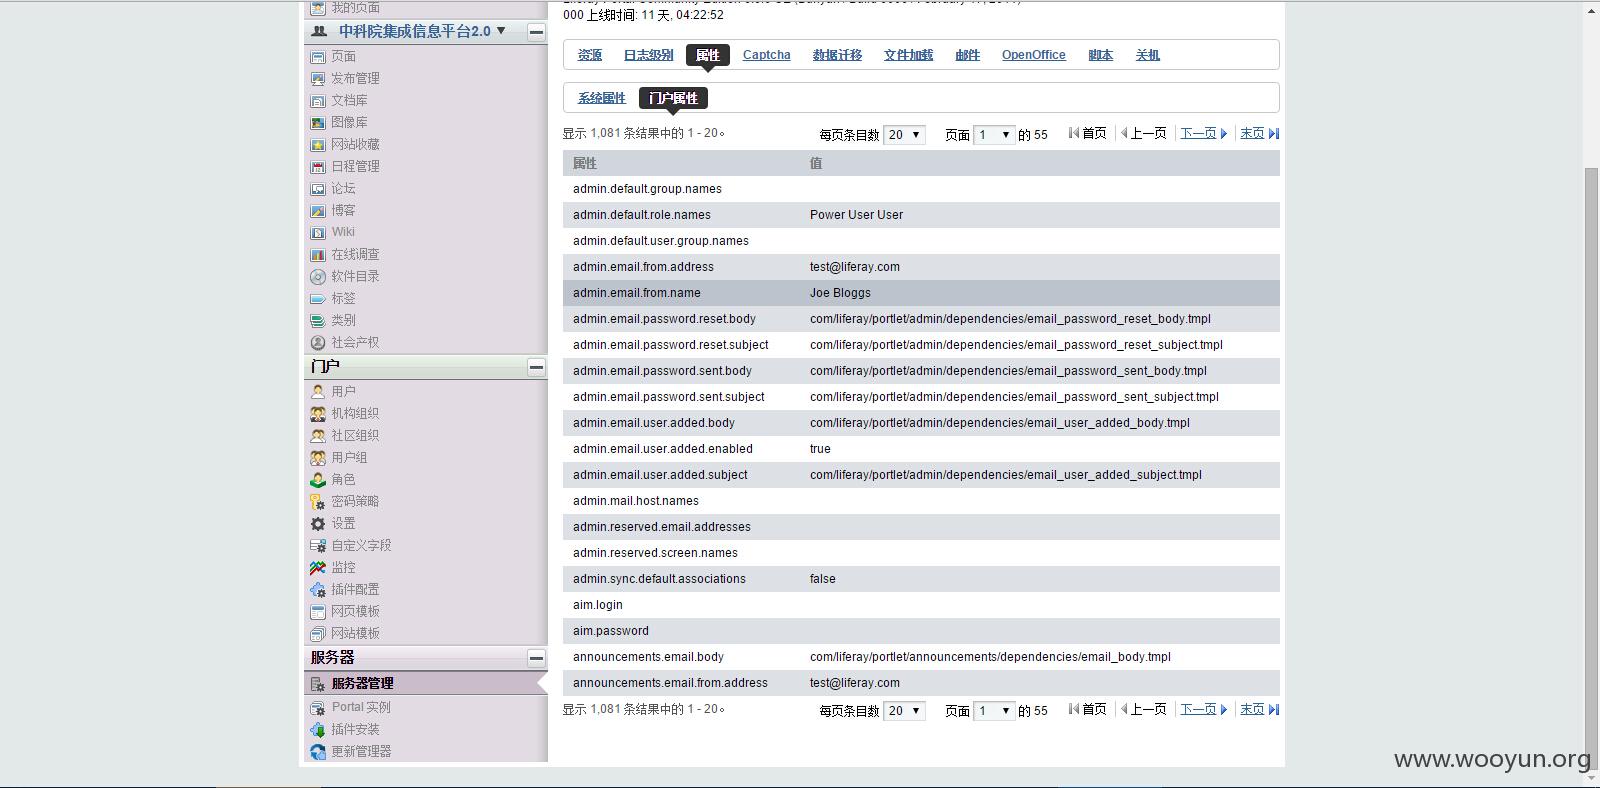 我的页面
中科院集成信息平台2.0 ▼
页面
发布管理
文档库
图像库
网站收藏
日程管理
论坛
博客
Wiki
在线调查
软件目录
标签
类别
社会产权
门户
用户
机构组织
社区组织
用户组
角色
密码策略
设置
自定义字段
监控
插件配置
网页模板
网站模板
服务器
服务器管理
Portal 实例
插件安装
更新管理器
000 上线时间: 11 天, 04:22:52
资源 日志级别 属性 Captcha 数据迁移 文件加载 邮件 OpenOffice 脚本 关机
系统属性 门户属性
显示 1,081 条结果中的 1 - 20。 每页条目数 20 ▼ 页面 1 ▼ 的 55 首页 上一页 下一页 末页
属性 值
admin.default.group.names
admin.default.role.names Power User User
admin.default.user.group.names
admin.email.from.address test@liferay.com
admin.email.from.name Joe Bloggs
admin.email.password.reset.body com/liferay/portlet/admin/dependencies/email_password_reset_body.tmpl
admin.email.password.reset.subject com/liferay/portlet/admin/dependencies/email_password_reset_subject.tmpl
admin.email.password.sent.body com/liferay/portlet/admin/dependencies/email_password_sent_body.tmpl
admin.email.password.sent.subject com/liferay/portlet/admin/dependencies/email_password_sent_subject.tmpl
admin.email.user.added.body com/liferay/portlet/admin/dependencies/email_user_added_body.tmpl
admin.email.user.added.enabled true
admin.email.user.added.subject com/liferay/portlet/admin/dependencies/email_user_added_subject.tmpl
admin.mail.host.names
admin.reserved.email.addresses
admin.reserved.screen.names
admin.sync.default.associations false
aim.login
aim.password
announcements.email.body com/liferay/portlet/announcements/dependencies/email_body.tmpl
announcements.email.from.address test@liferay.com
显示 1,081 条结果中的 1 - 20。 每页条目数 20 ▼ 页面 1 ▼ 的 55 首页 上一页 下一页 末页
www.wooyun.org